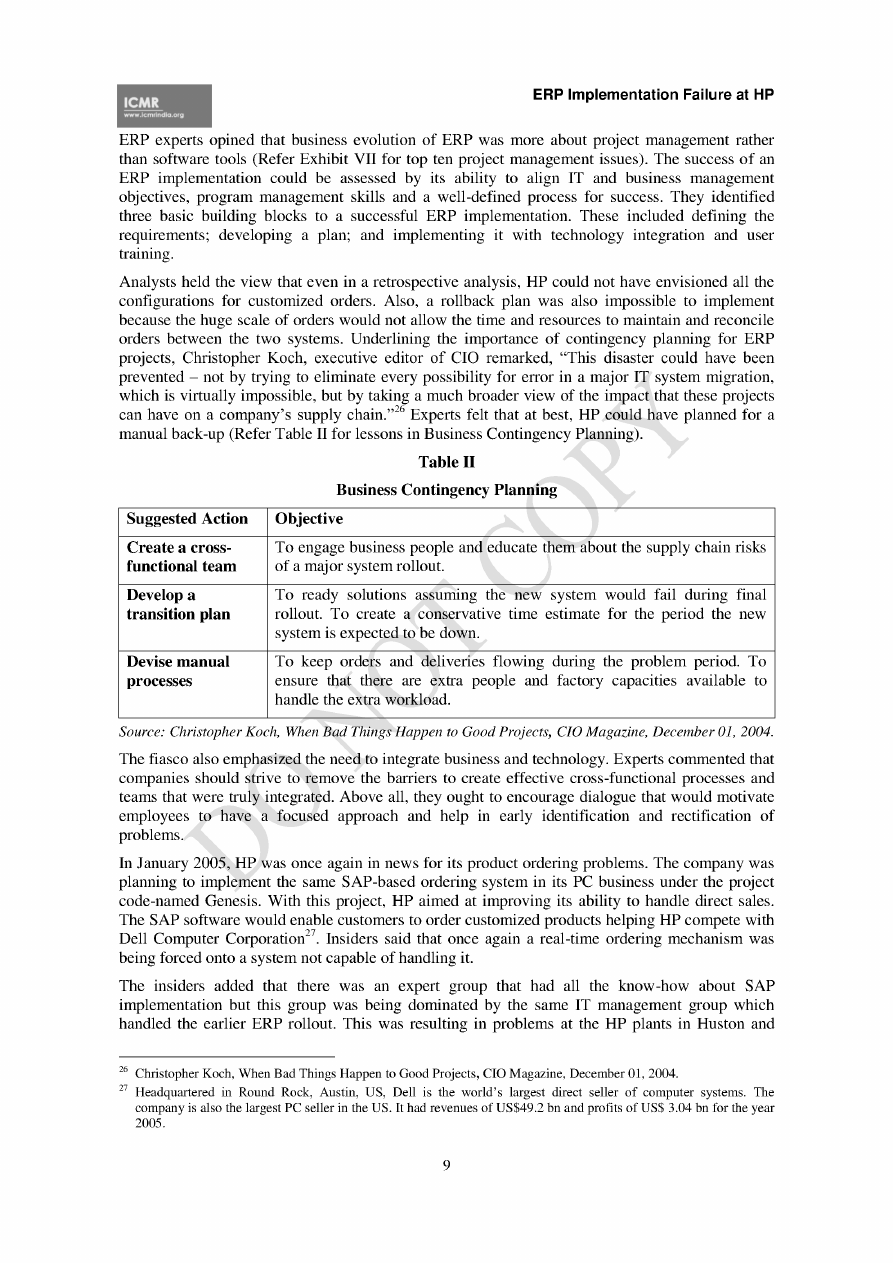 ICMR
www.icmrindia.org
ERP Implementation Failure at HP
ERP experts opined that business evolution of ERP was more about project management rather
than software tools (Refer Exhibit VII for top ten project management issues). The success of an
ERP implementation could be assessed by its ability to align IT and business management
objectives, program management skills and a well-defined process for success. They identified
three basic building blocks to a successful ERP implementation. These included defining the
requirements; developing a plan; and implementing it with technology integration and user
training.
Analysts held the view that even in a retrospective analysis, HP could not have envisioned all the
configurations for customized orders. Also, a rollback plan was also impossible to implement
because the huge scale of orders would not allow the time and resources to maintain and reconcile
orders between the two systems. Underlining the importance of contingency planning for ERP
projects, Christopher Koch, executive editor of CIO remarked, “This disaster could have been
prevented – not by trying to eliminate every possibility for error in a major IT system migration,
which is virtually impossible, but by taking a much broader view of the impact that these projects
can have on a company’s supply chain.”26 Experts felt that at best, HP could have planned for a
manual back-up (Refer Table II for lessons in Business Contingency Planning).
Table II
Business Contingency Planning
Suggested Action Objective
Create a cross- To engage business people and educate them about the supply chain risks
functional team of a major system rollout.
Develop a To ready solutions assuming the new system would fail during final
transition plan rollout. To create a conservative time estimate for the period the new
system is expected to be down.
Devise manual To keep orders and deliveries flowing during the problem period. To
processes ensure that there are extra people and factory capacities available to
handle the extra workload.
Source: Christopher Koch, When Bad Things Happen to Good Projects, CIO Magazine, December 01, 2004.
The fiasco also emphasized the need to integrate business and technology. Experts commented that
companies should strive to remove the barriers to create effective cross-functional processes and
teams that were truly integrated. Above all, they ought to encourage dialogue that would motivate
employees to have a focused approach and help in early identification and rectification of
problems.
In January 2005, HP was once again in news for its product ordering problems. The company was
planning to implement the same SAP-based ordering system in its PC business under the project
code-named Genesis. With this project, HP aimed at improving its ability to handle direct sales.
The SAP software would enable customers to order customized products helping HP compete with
Dell Computer Corporation27. Insiders said that once again a real-time ordering mechanism was
being forced onto a system not capable of handling it.
The insiders added that there was an expert group that had all the know-how about SAP
implementation but this group was being dominated by the same IT management group which
handled the earlier ERP rollout. This was resulting in problems at the HP plants in Huston and
26 Christopher Koch, When Bad Things Happen to Good Projects, CIO Magazine, December 01, 2004.
27 Headquartered in Round Rock, Austin, US, Dell is the world’s largest direct seller of computer systems. The
company is also the largest PC seller in the US. It had revenues of US$49.2 bn and profits of US$ 3.04 bn for the year
2005.
9
DO NOT COPY